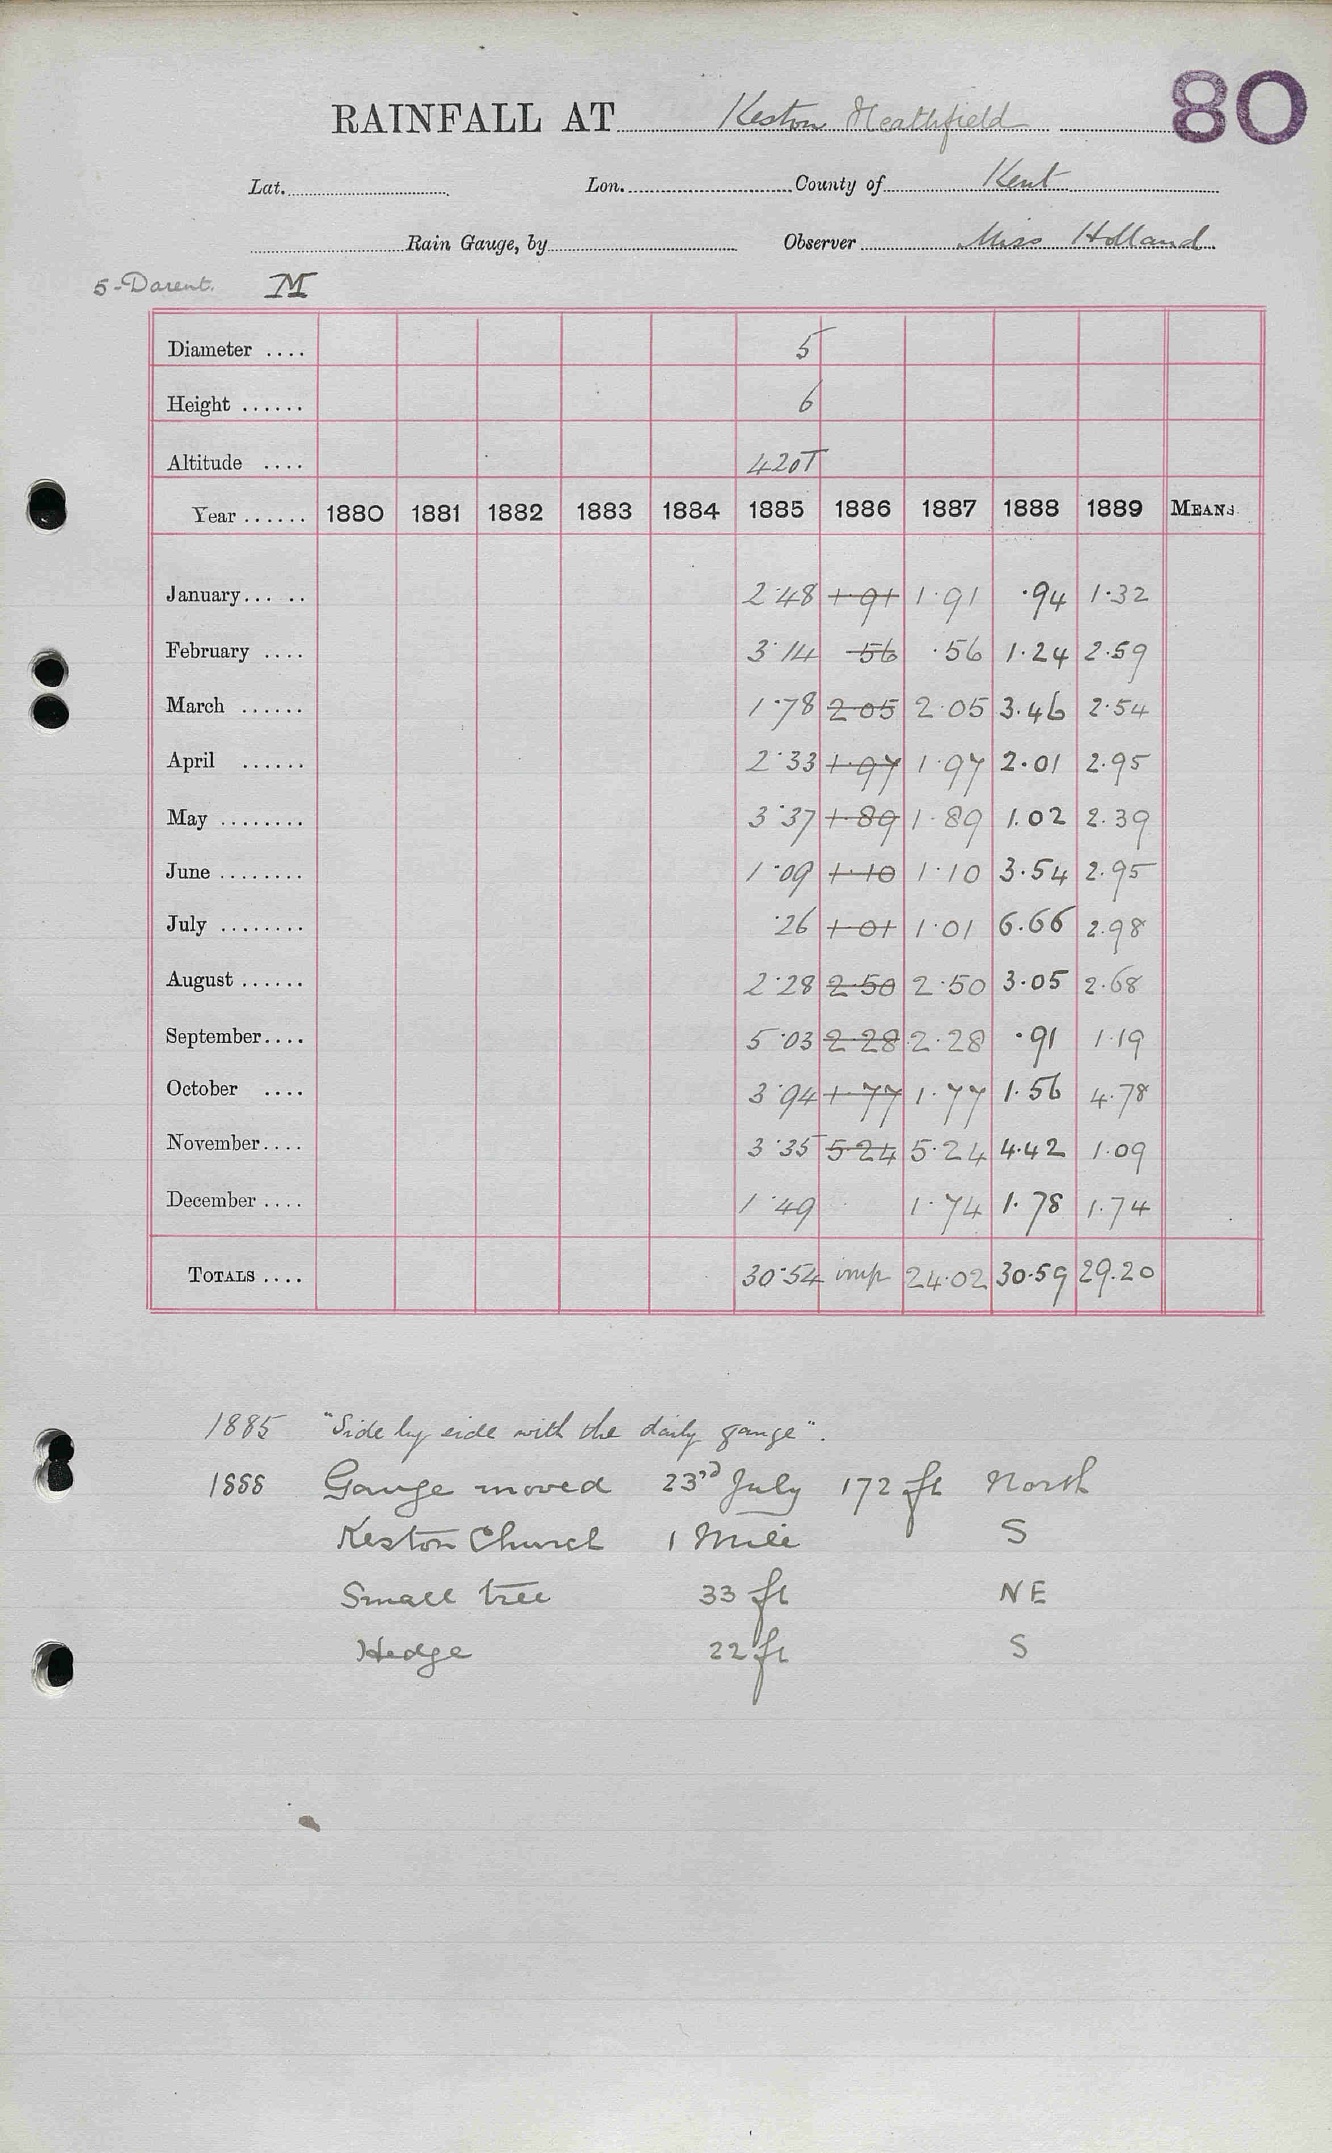 80
RAINFALL AT Keston Heathfield
Lat. Lon. County of Kent
Rain Gauge, by Observer Miss Holland
5-Darent. M
Diameter .... 5
Height ...... 6
Altitude .... 420T
Year ...... 1880 1881 1882 1883 1884 1885 1886 1887 1888 1889 MEANS
January... .. 2.48 1.91 1.91 .94 1.32
February .... 3.14 56 .56 1.24 2.59
March ...... 1.78 2.05 2.05 3.46 2.54
April ...... 2.33 1.97 1.97 2.01 2.95
May ........ 3.37 1.89 1.89 1.02 2.39
June ........ 1.09 1.10 1.10 3.54 2.95
July ........ .26 1.01 1.01 6.66 2.98
August ...... 2.28 2.50 2.50 3.05 2.68
September.... 5.03 2.28 2.28 .91 1.19
October .... 3.94 1.77 1.77 1.56 4.78
November.... 3.35 5.24 5.24 4.42 1.09
December .... 1.49 1.74 1.78 1.74
TOTALS .... 30.54 imp 24.02 30.59 29.20
1885 "Side by side with the daily gauge".
1888 Gauge moved 23rd July 172 ft North
Keston Church 1 Mile S
Small tree 33 ft NE
Hedge 22 ft S